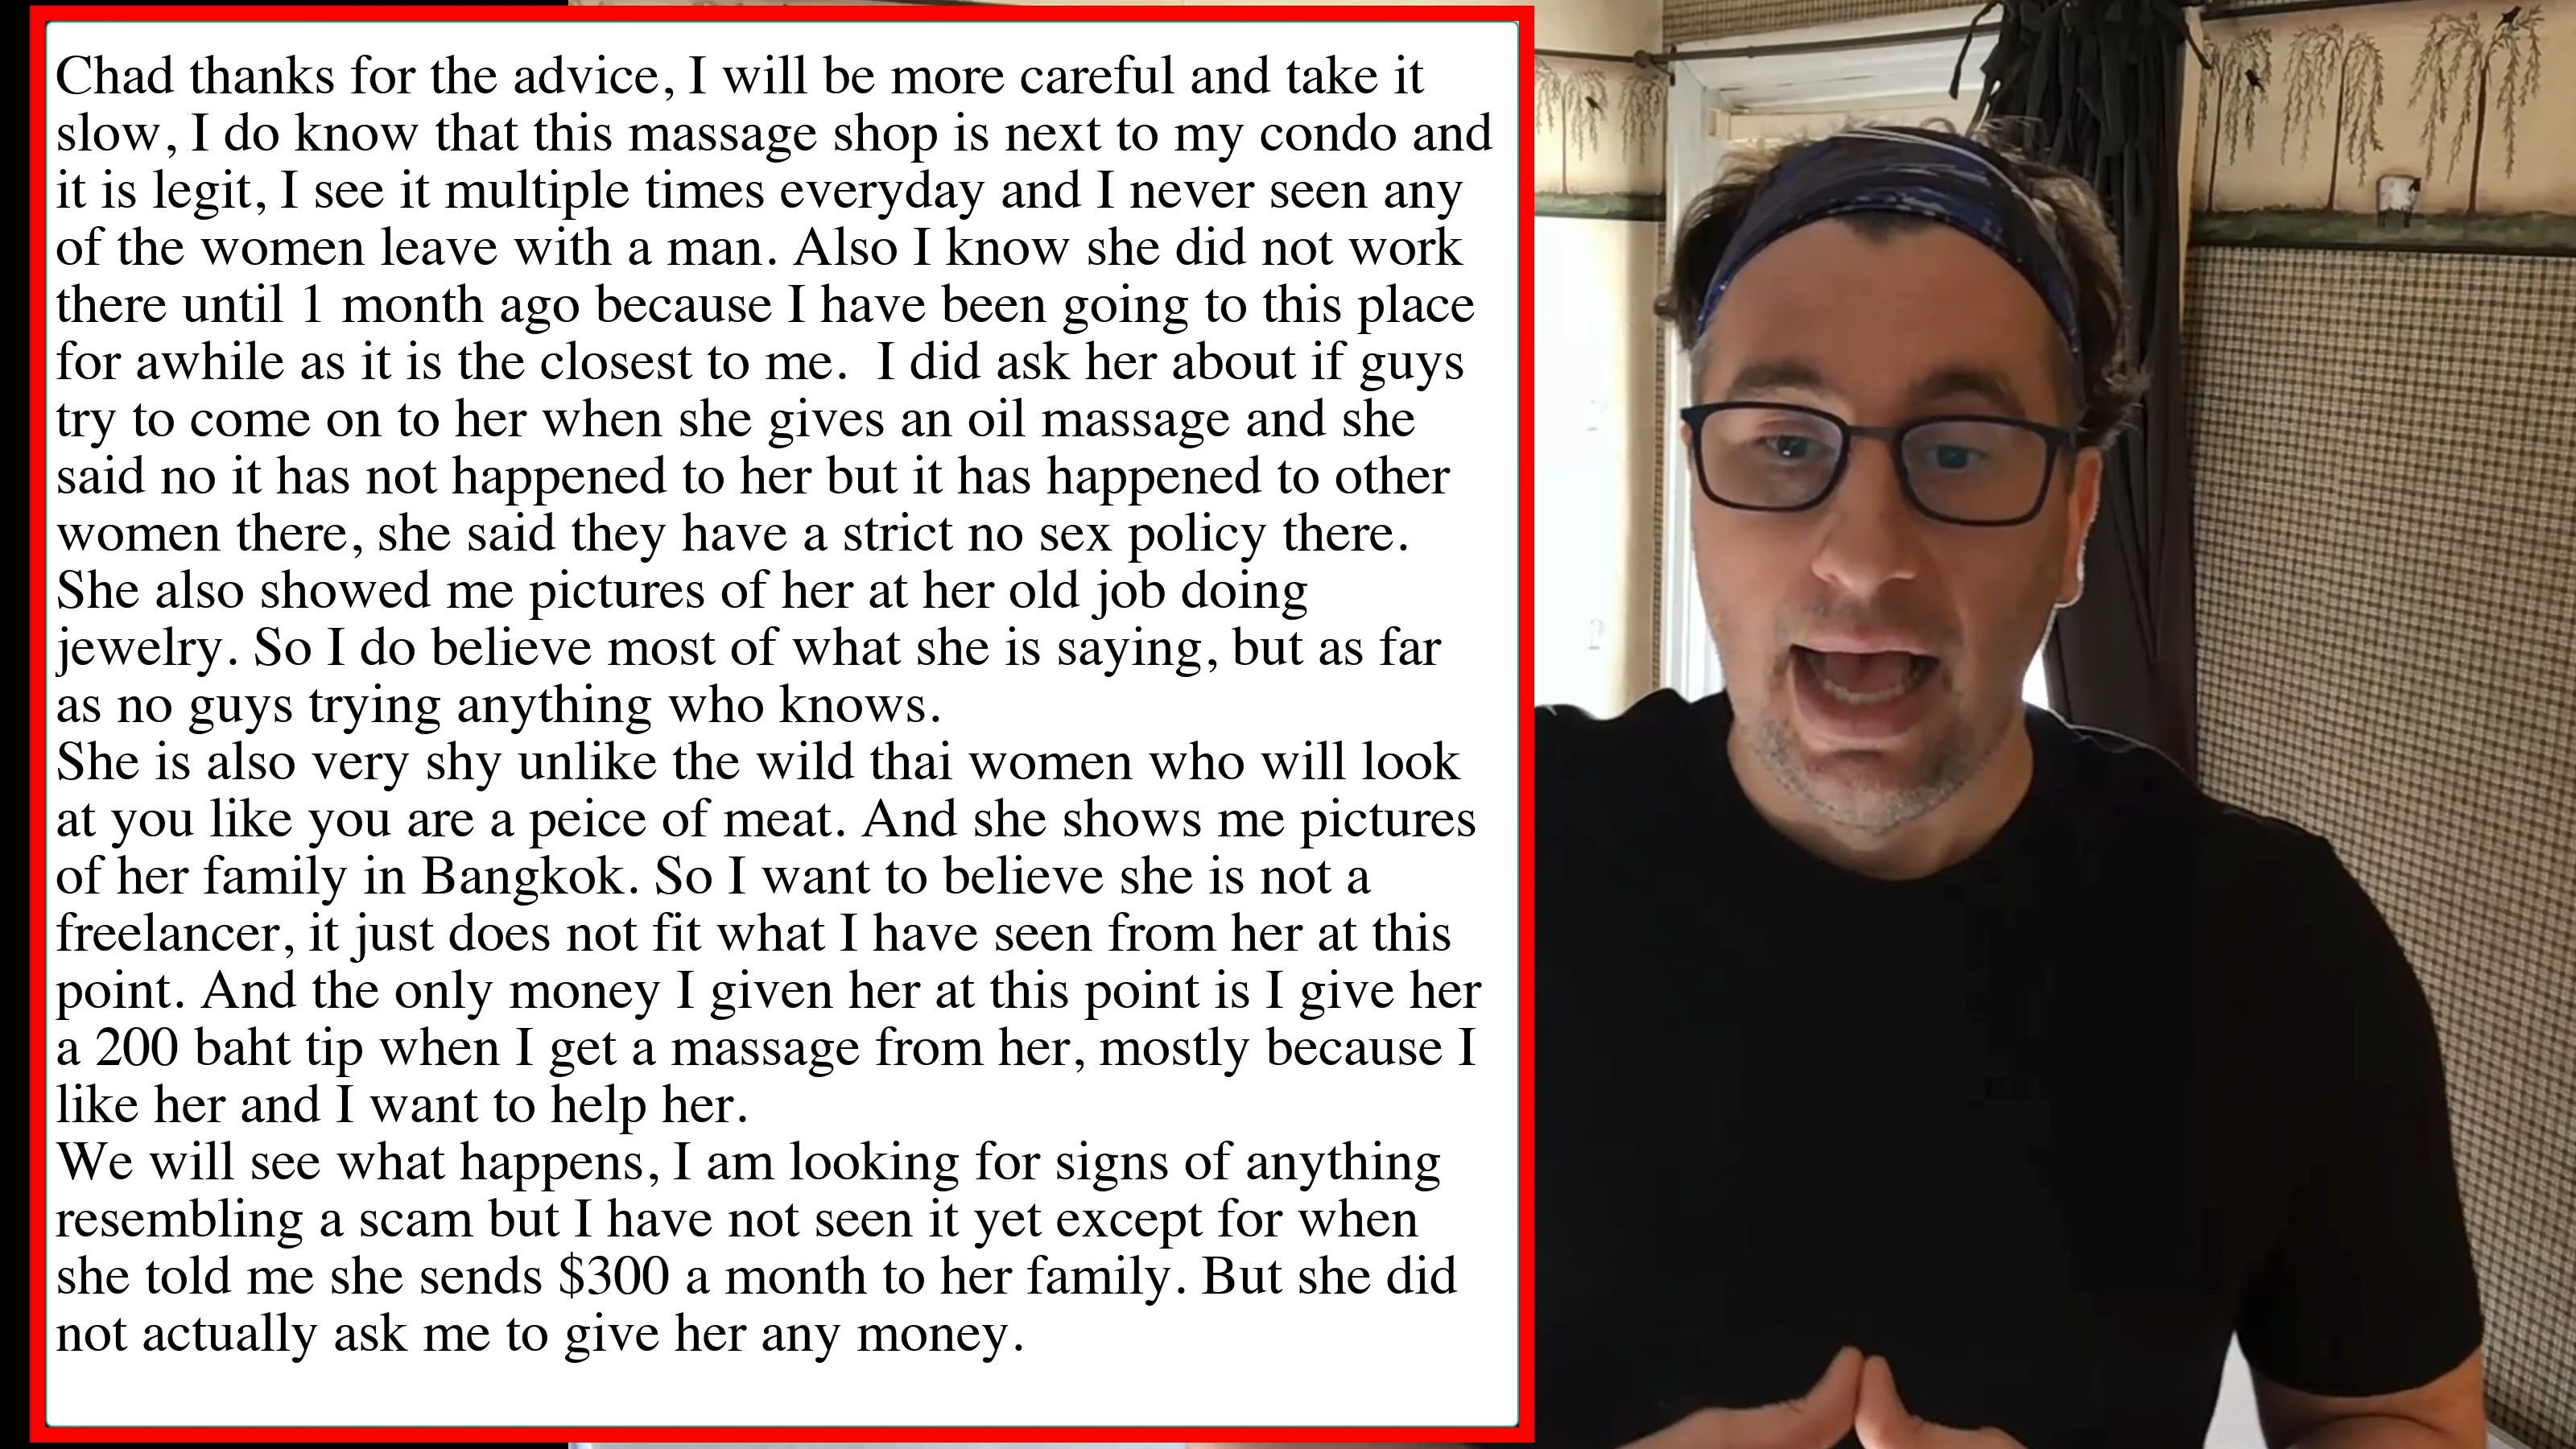 Chad thanks for the advice, I will be more careful and take it
slow, I do know that this massage shop is next to my condo and
it is legit, I see it multiple times everyday and I never seen any
of the women leave with a man. Also I know she did not work
there until 1 month ago because I have been going to this place
for awhile as it is the closest to me.  I did ask her about if guys
try to come on to her when she gives an oil massage and she
said no it has not happened to her but it has happened to other
women there, she said they have a strict no sex policy there.
She also showed me pictures of her at her old job doing
jewelry. So I do believe most of what she is saying, but as far
as no guys trying anything who knows.
She is also very shy unlike the wild thai women who will look
at you like you are a peice of meat. And she shows me pictures
of her family in Bangkok. So I want to believe she is not a
freelancer, it just does not fit what I have seen from her at this
point. And the only money I given her at this point is I give her
a 200 baht tip when I get a massage from her, mostly because I
like her and I want to help her.
We will see what happens, I am looking for signs of anything
resembling a scam but I have not seen it yet except for when
she told me she sends $300 a month to her family. But she did
not actually ask me to give her any money.